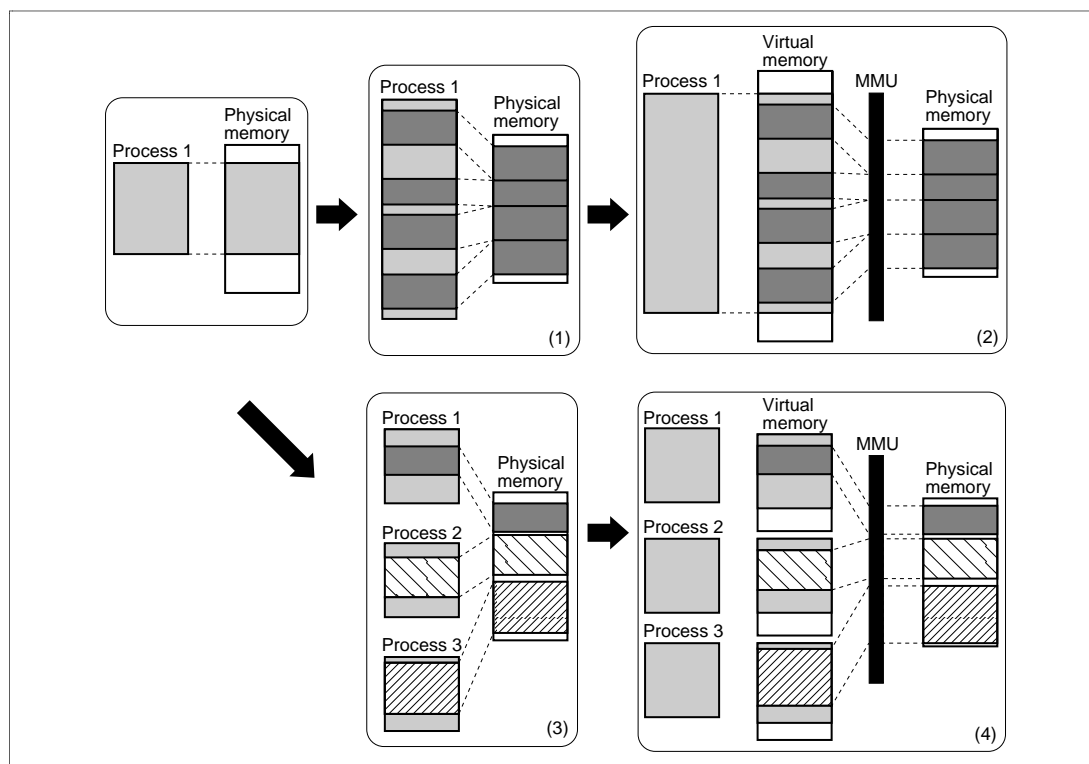 Process 1
Physical
memory
Process 1
Physical
memory
(1)
Process 1
Virtual
memory
MMU
Physical
memory
(2)
Process 1
Physical
memory
Process 2
Process 3
(3)
Process 1
Virtual
memory
MMU
Physical
memory
Process 2
Process 3
(4)